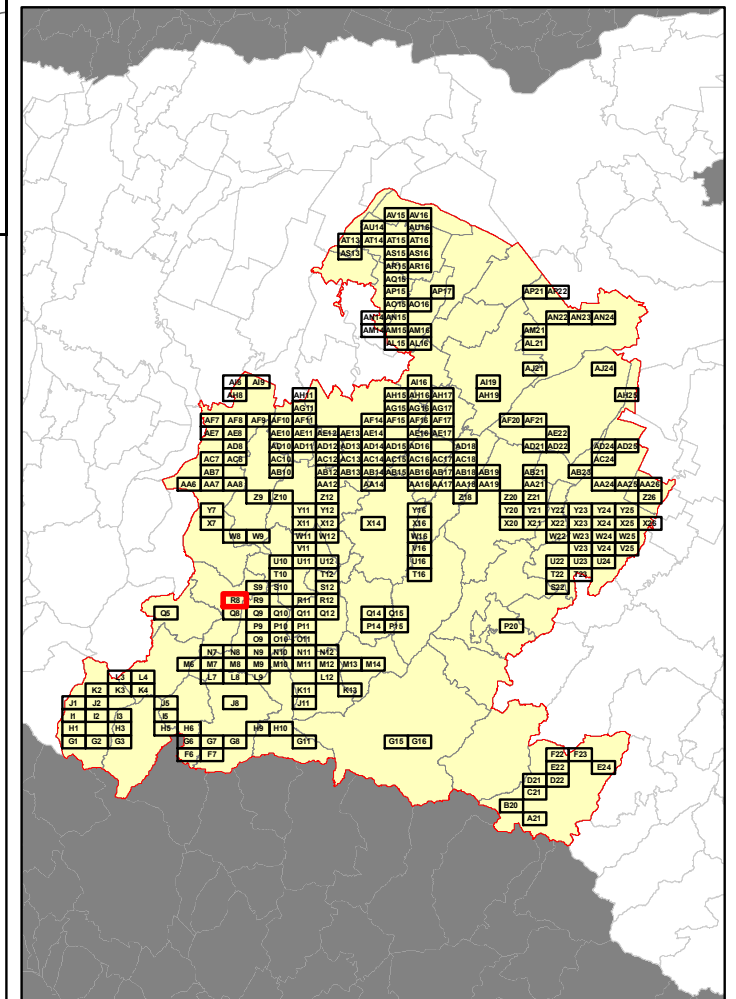 AV15 AV16
AU14 AU16
AT13 AT14 AT15 AT16
AS13 AS15 AS16
AR15 AR16
AQ15
AP15 AP17 AP21 AP22
AO15 AO16
AN14 AN15 AN22 AN23 AN24
AM14 AM15 AM16 AM21
AL15 AL16 AL21
AJ21 AJ24
AI8 AI9 AI16 AI19
AH8 AH11 AH15 AH16 AH17 AH19 AH25
AG11 AG15 AG16 AG17
AF7 AF8 AF9 AF10 AF11 AF14 AF15 AF16 AF17 AF20 AF21
AE7 AE8 AE10 AE11 AE12 AE13 AE14 AE16 AE17 AE22
AD8 AD10 AD11 AD12 AD13 AD14 AD15 AD16 AD18 AD21 AD22 AD24 AD25
AC7 AC8 AC10 AC12 AC13 AC14 AC15 AC16 AC17 AC18 AC24
AB7 AB10 AB12 AB13 AB14 AB15 AB16 AB17 AB18 AB19 AB21 AB23
AA6 AA7 AA8 AA12 AA14 AA16 AA17 AA18 AA19 AA21 AA24 AA25 AA26
Z9 Z10 Z12 Z18 Z20 Z21 Z26
Y7 Y11 Y12 Y16 Y20 Y21 Y22 Y23 Y24 Y25
X7 X11 X12 X14 X16 X20 X21 X22 X23 X24 X25 X26
W8 W9 W11 W12 W16 W22 W23 W24 W25
V11 V16 V23 V24 V25
U10 U11 U12 U16 U22 U23 U24
T10 T12 T16 T22 T23
S9 S10 S12 S22
R8 R9 R11 R12
Q5 Q8 Q9 Q10 Q11 Q12 Q14 Q15
P9 P10 P11 P14 P15 P20
O9 O10 O11
N7 N8 N9 N10 N11 N12
M6 M7 M8 M9 M10 M11 M12 M13 M14
L3 L4 L7 L8 L9 L12
K2 K3 K4 K11 K13
J1 J2 J5 J8 J11
I1 I2 I3 I5
H1 H3 H5 H6 H9 H10
G1 G2 G3 G6 G7 G8 G11 G15 G16
F6 F7 F22 F23
E22 E24
D21 D22
C21
B20
A21